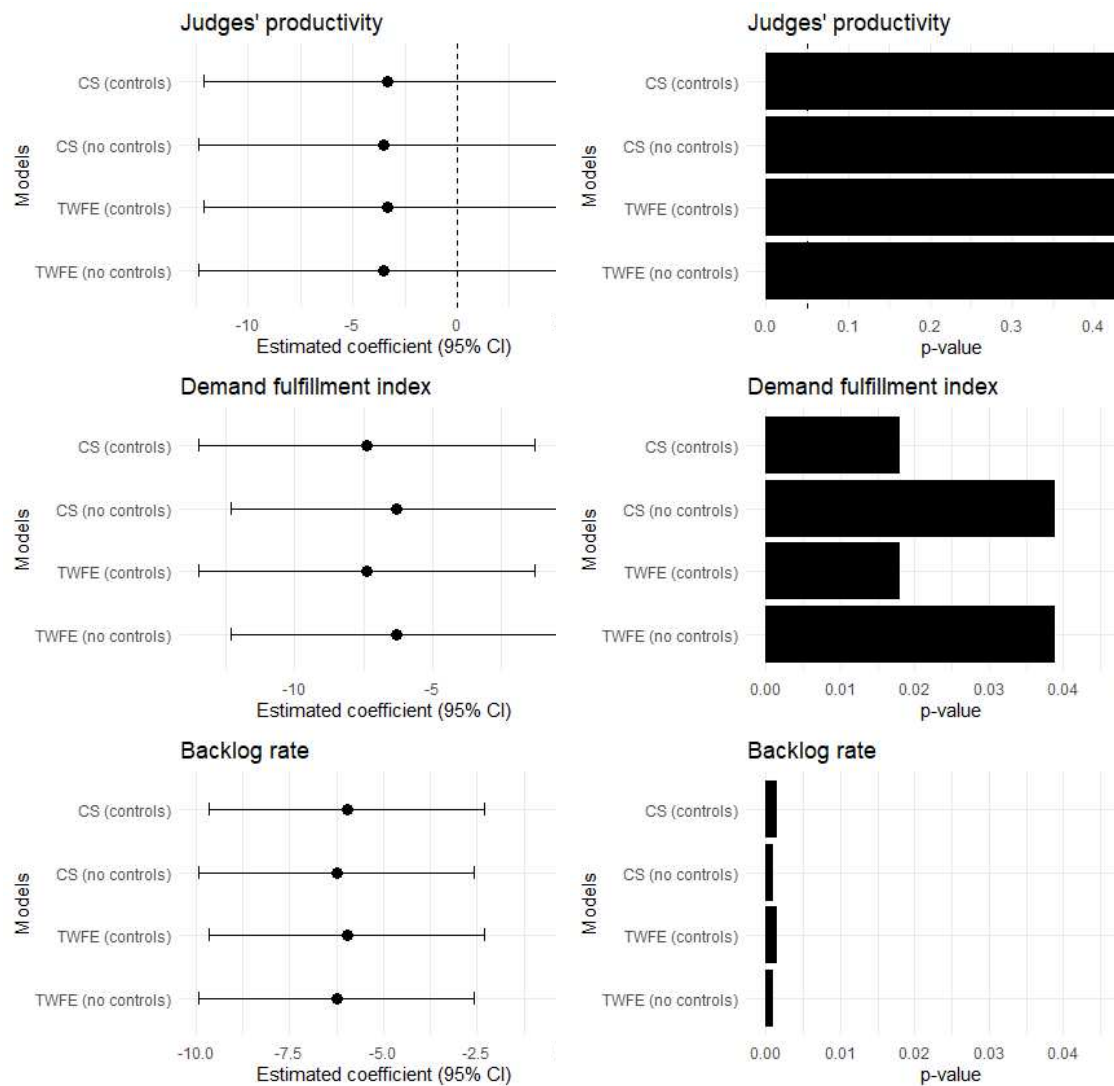 Judges' productivity
Models
CS (controls)
CS (no controls)
TWFE (controls)
TWFE (no controls)
-10 -5 0
Estimated coefficient (95% CI)
Judges' productivity
Models
CS (controls)
CS (no controls)
TWFE (controls)
TWFE (no controls)
0.0 0.1 0.2 0.3 0.4
p-value
Demand fulfillment index
Models
CS (controls)
CS (no controls)
TWFE (controls)
TWFE (no controls)
-10 -5
Estimated coefficient (95% CI)
Demand fulfillment index
Models
CS (controls)
CS (no controls)
TWFE (controls)
TWFE (no controls)
0.00 0.01 0.02 0.03 0.04
p-value
Backlog rate
Models
CS (controls)
CS (no controls)
TWFE (controls)
TWFE (no controls)
-10.0 -7.5 -5.0 -2.5
Estimated coefficient (95% CI)
Backlog rate
Models
CS (controls)
CS (no controls)
TWFE (controls)
TWFE (no controls)
0.00 0.01 0.02 0.03 0.04
p-value